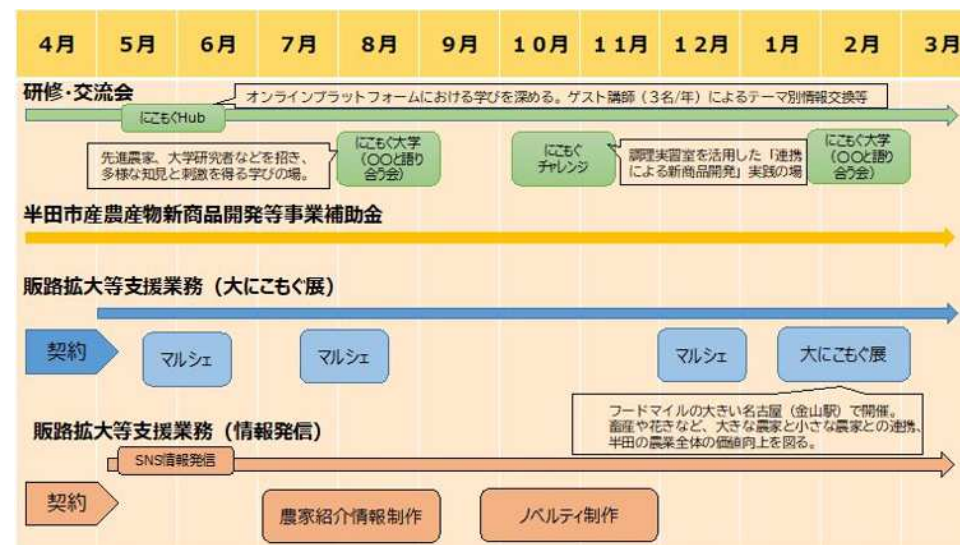 4月 5月 6月 7月 8月 9月 10月 11月 12月 1月 2月 3月
研修・交流会
オンラインプラットフォームにおける学びを深める。ゲスト講師（3名/年）によるテーマ別情報交換等
にこもぐHub
先進農家、大学研究者などを招き、
多様な知見と刺激を得る学びの場。
にこもぐ大学
（〇〇と語り
合う会）
にこもぐ
チャレンジ
調理実習室を活用した「連携
による新商品開発」実践の場
にこもぐ大学
（〇〇と語り
合う会）
半田市産農産物新商品開発等事業補助金
販路拡大等支援業務（大にこもぐ展）
契約
マルシェ
マルシェ
マルシェ
大にこもぐ展
フードマイルの大きい名古屋（金山駅）で開催。
畜産や花きなど、大きな農家と小さな農家との連携、
半田の農業全体の価値向上を図る。
販路拡大等支援業務（情報発信）
SNS情報発信
契約
農家紹介情報制作
ノベルティ制作